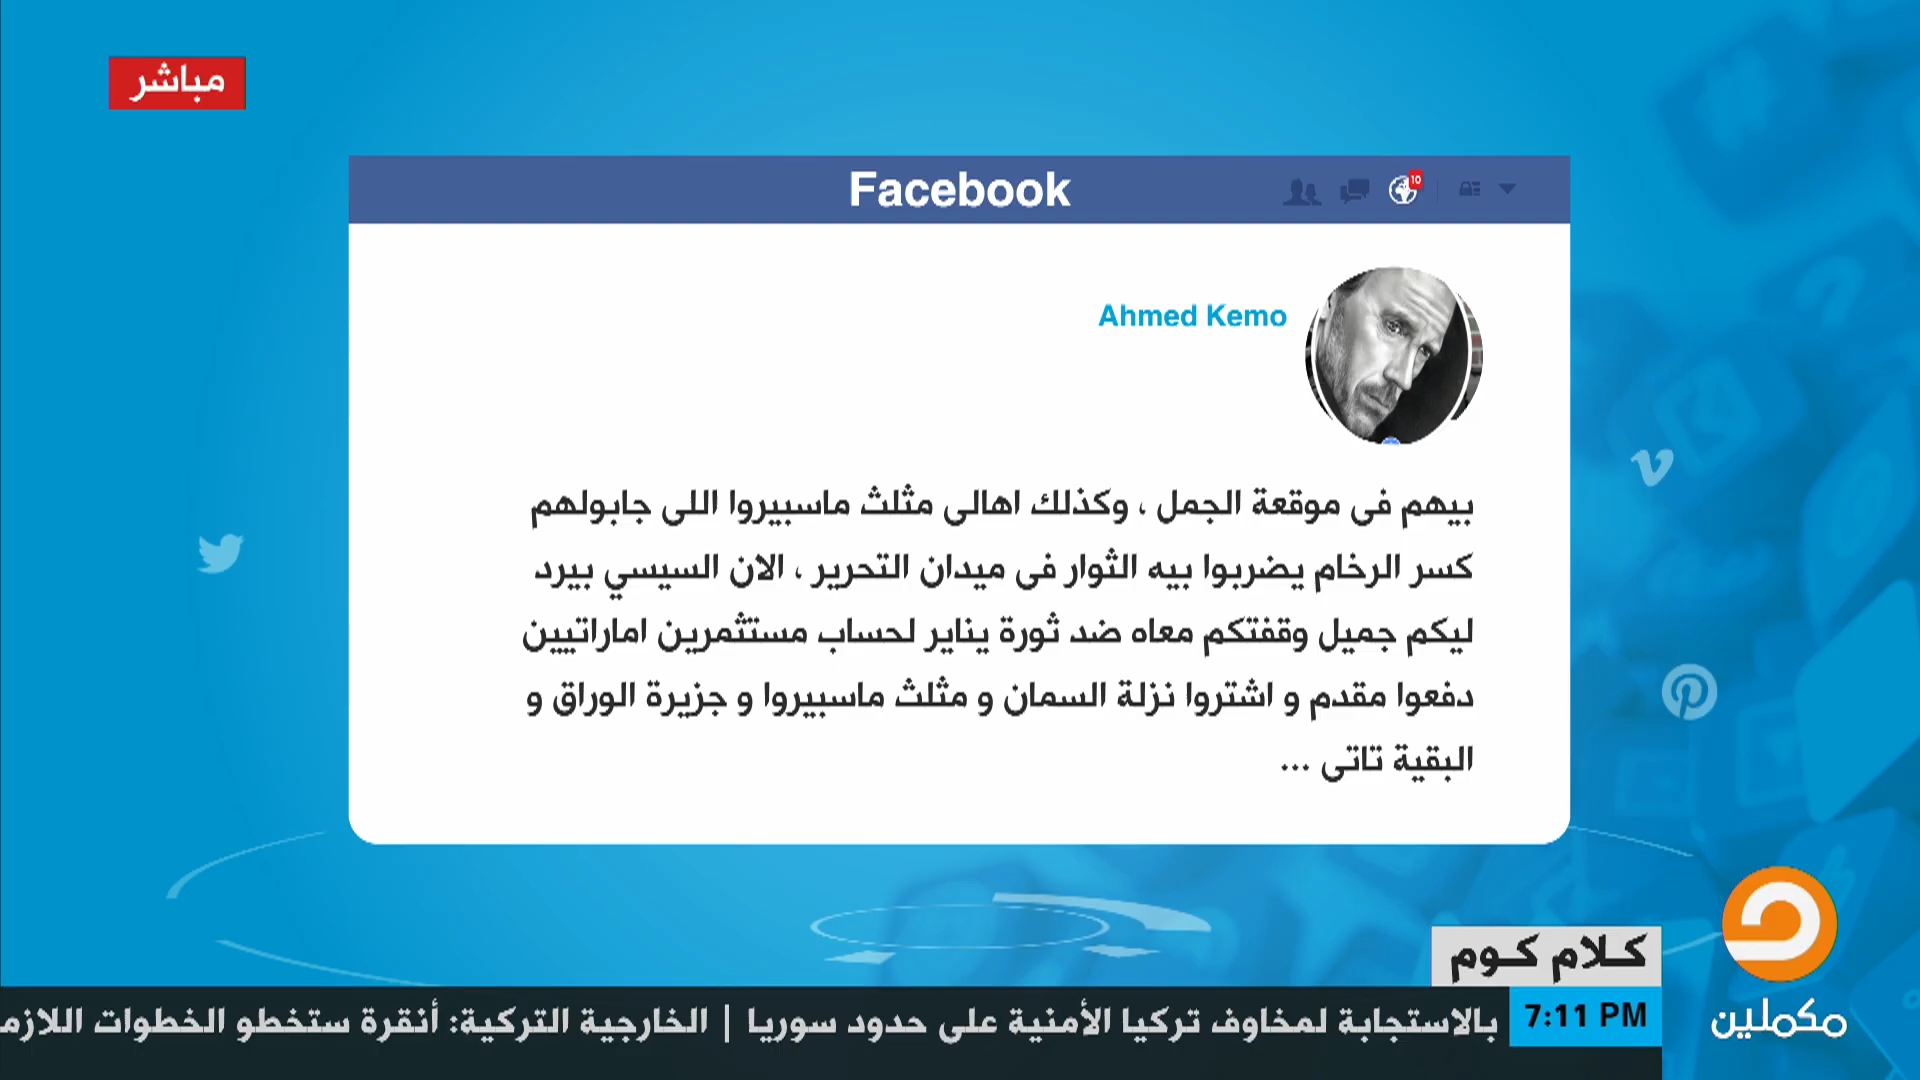 مباشر
Facebook
10
Ahmed Kemo
بيهم فى موقعة الجمل ، وكذلك اهالى مثلث ماسبيروا اللى جابولهم
كسر الرخام يضربوا بيه الثوار فى ميدان التحرير ، الان السيسي بيرد
ليكم جميل وقفتكم معاه ضد ثورة يناير لحساب مستثمرين اماراتيين
دفعوا مقدم و اشتروا نزلة السمان و مثلث ماسبيروا و جزيرة الوراق و
البقية تاتى ...
كلام كوم
7:11 PM
بالاستجابة لمخاوف تركيا الأمنية على حدود سوريا | الخارجية التركية: أنقرة ستخطو الخطوات اللازم
مكملين